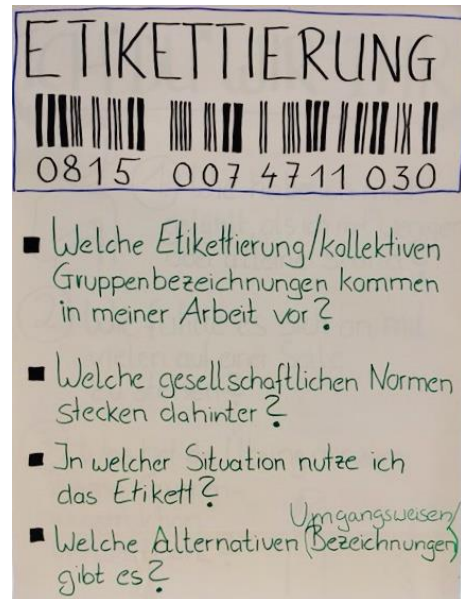 ETIKETTIERUNG
0815 007 4711 030
■ Welche Etikettierung/kollektiven
Gruppenbezeichnungen kommen
in meiner Arbeit vor?
■ Welche gesellschaftlichen Normen
stecken dahinter?
■ In welcher Situation nutze ich
das Etikett?
Umgangsweisen/
■ Welche Alternativen (Bezeichnungen)
gibt es?